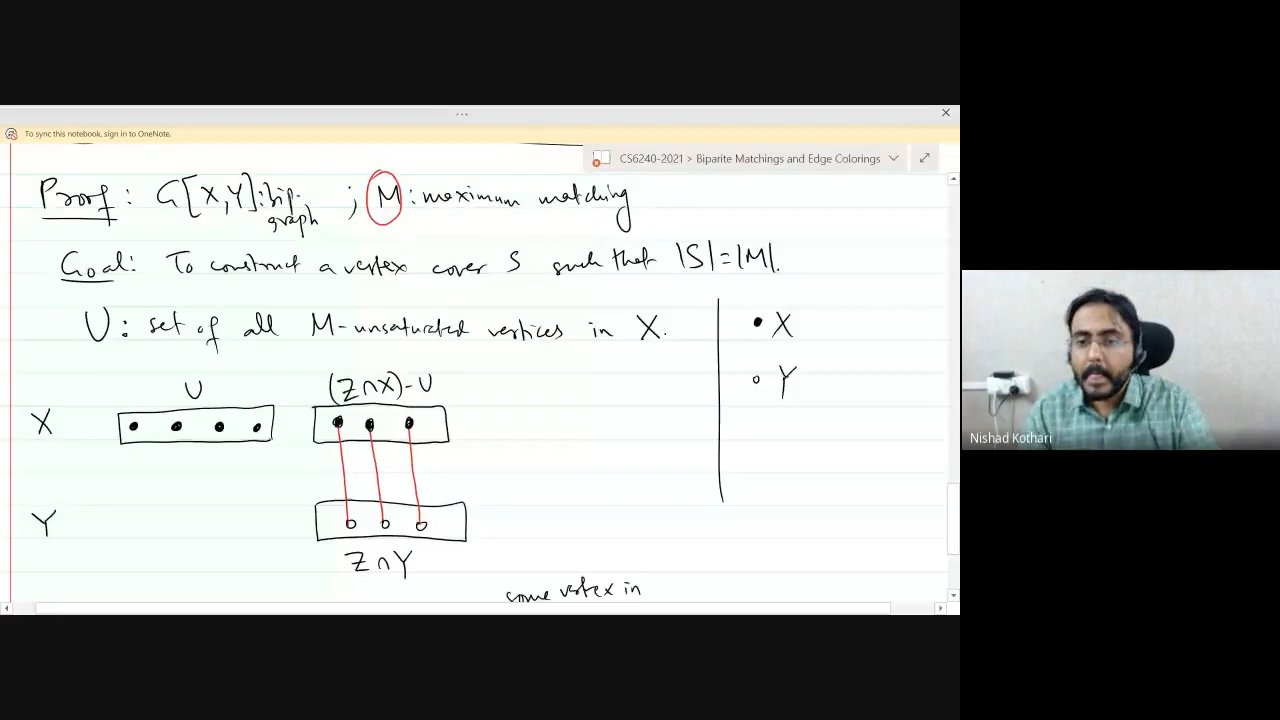 To sync this notebook, sign in to OneNote.
CS6240-2021 > Biparite Matchings and Edge Colorings
Proof: G[X,Y]: bip. graph ; M: maximum matching
Goal: To construct a vertex cover S such that |S|=|M|.
U: set of all M-unsaturated vertices in X.
X
Y
U
(Z∩X)-U
X
Y
Z∩Y
some vertex in
Nishad Kothari